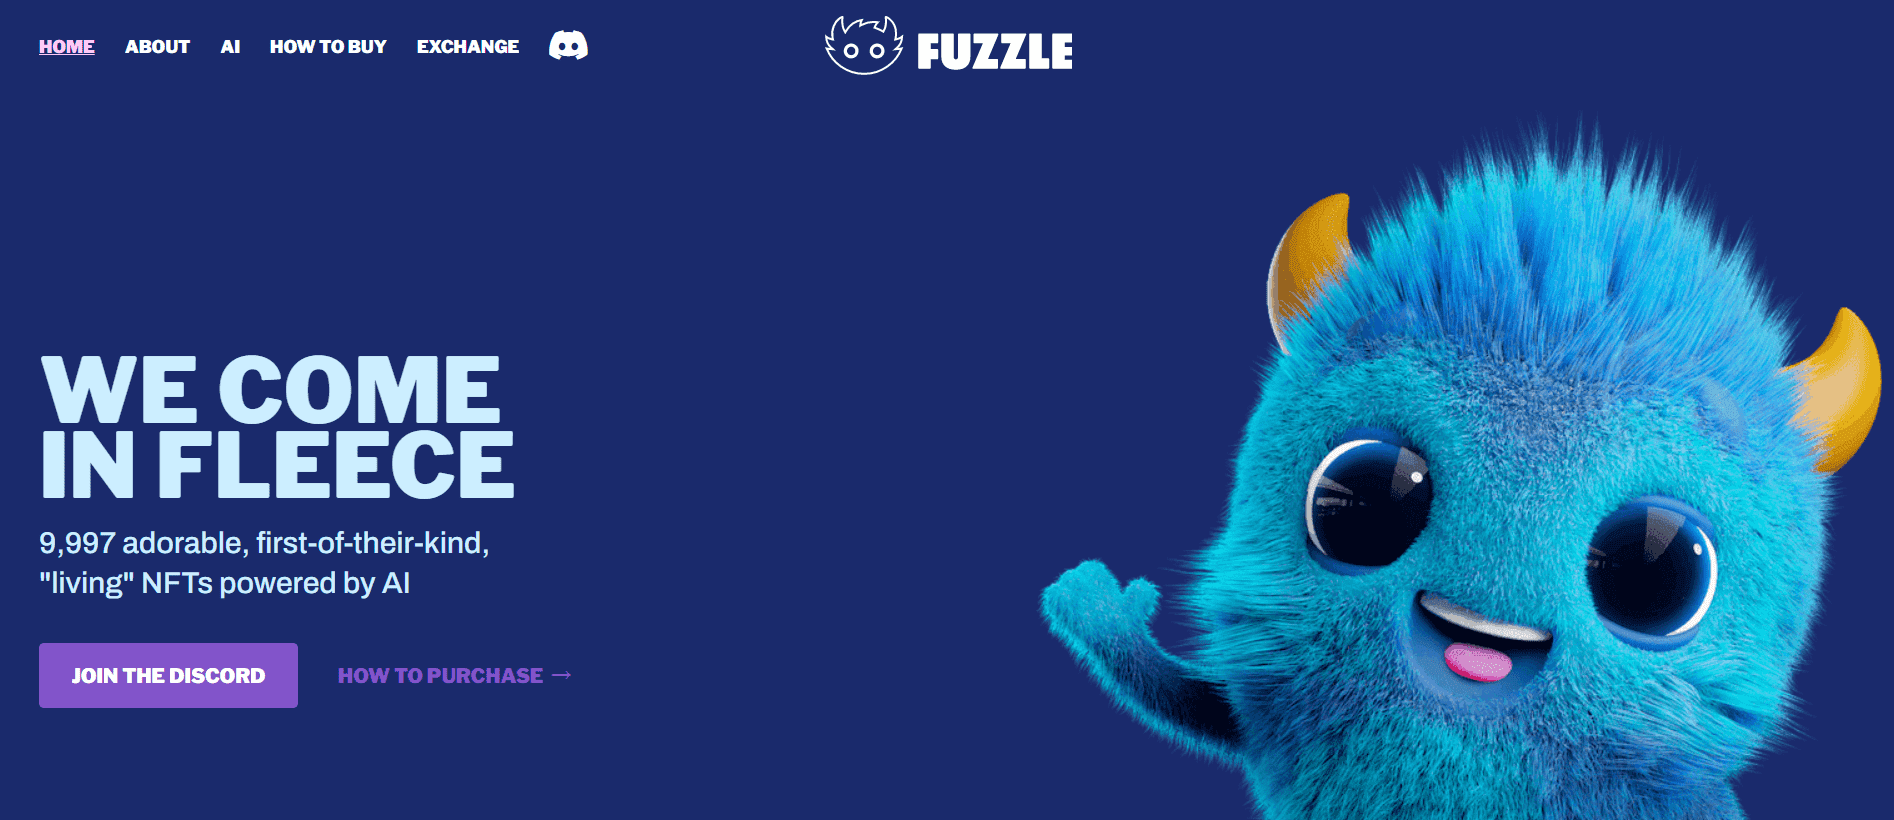 HOME ABOUT AI HOW TO BUY EXCHANGE
FUZZLE
WE COME
IN FLEECE
9,997 adorable, first-of-their-kind,
"living" NFTs powered by AI
JOIN THE DISCORD
HOW TO PURCHASE →